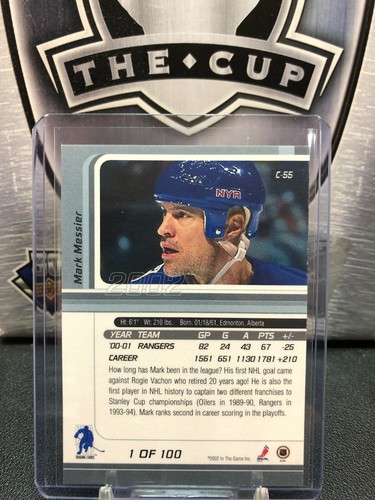 THE CUP
C-55
NYR
Mark Messier
2002
Ht: 6'1" Wt: 210 lbs. Born: 01/18/61, Edmonton, Alberta
YEAR TEAM GP G A PTS +/-
'00-01 RANGERS 82 24 43 67 -25
CAREER 1561 651 1130 1781 +210
How long has Mark been in the league? His first NHL goal came
against Rogie Vachon who retired 20 years ago! He is also the
first player in NHL history to captain two different franchises to
Stanley Cup championships (Oilers in 1989-90, Rangers in
1993-94). Mark ranks second in career scoring in the playoffs.
1 OF 100
©2002 In The Game Inc.